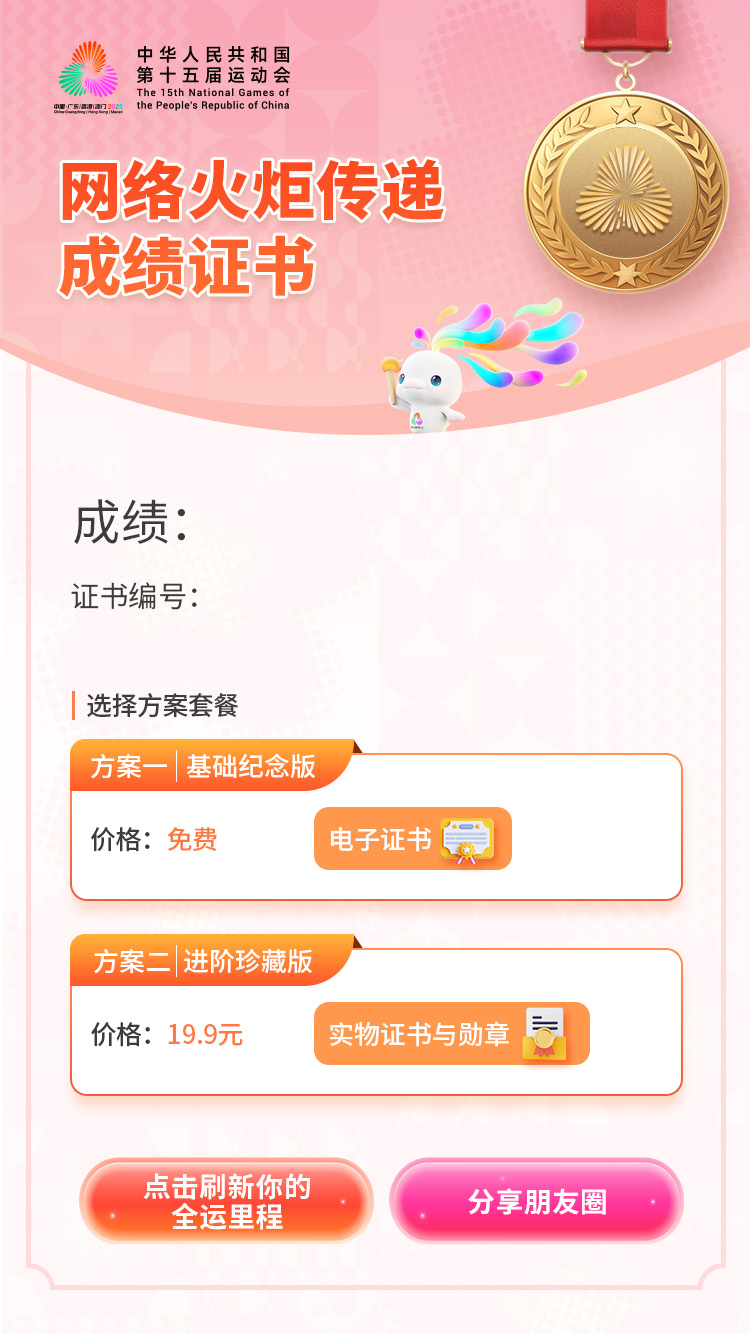 中华人民共和国
第十五届运动会
The 15th National Games of
the People's Republic of China
中国·广东|香港|澳门 2025
China Guangdong | Hong Kong | Macao
网络火炬传递
成绩证书
成绩：
证书编号：
选择方案套餐
方案一 | 基础纪念版
价格：免费
电子证书
方案二 | 进阶珍藏版
价格：19.9元
实物证书与勋章
点击刷新你的
全运里程
分享朋友圈